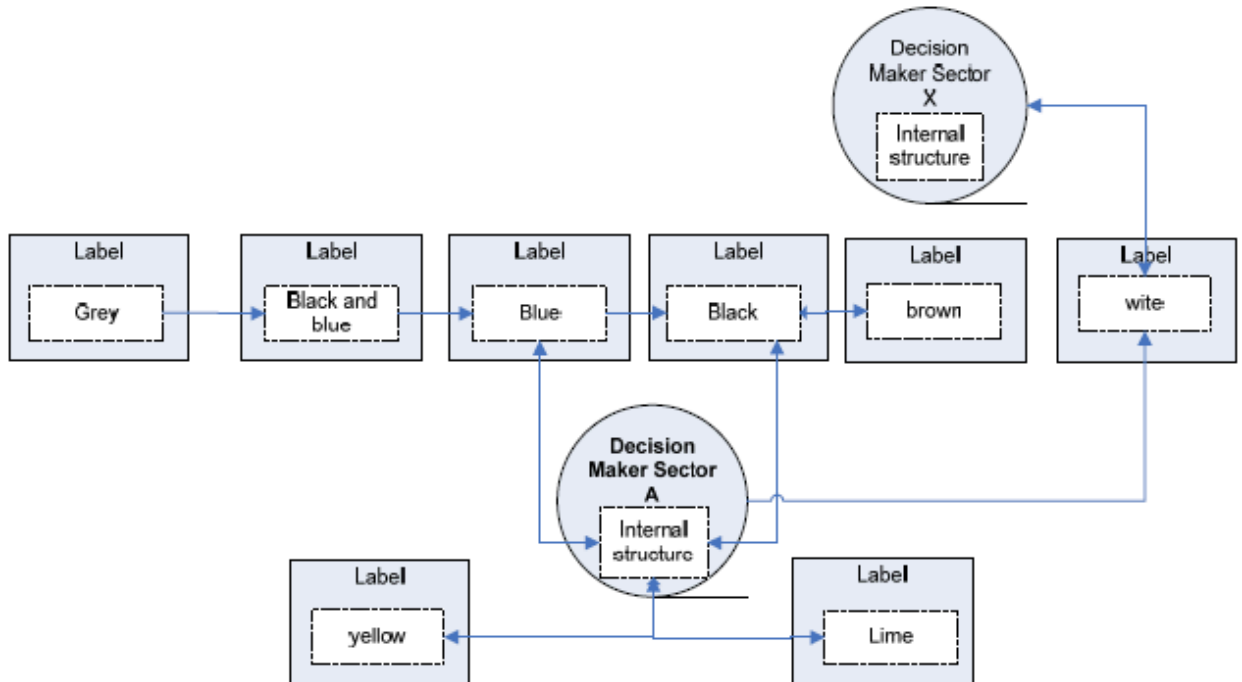 Decision
Maker Sector
X
Internal
structure
Label
Label
Label
Label
Label
Label
Grey
Black and
blue
Blue
Black
brown
wite
Decision
Maker Sector
A
Internal
structure
Label
Label
yellow
Lime